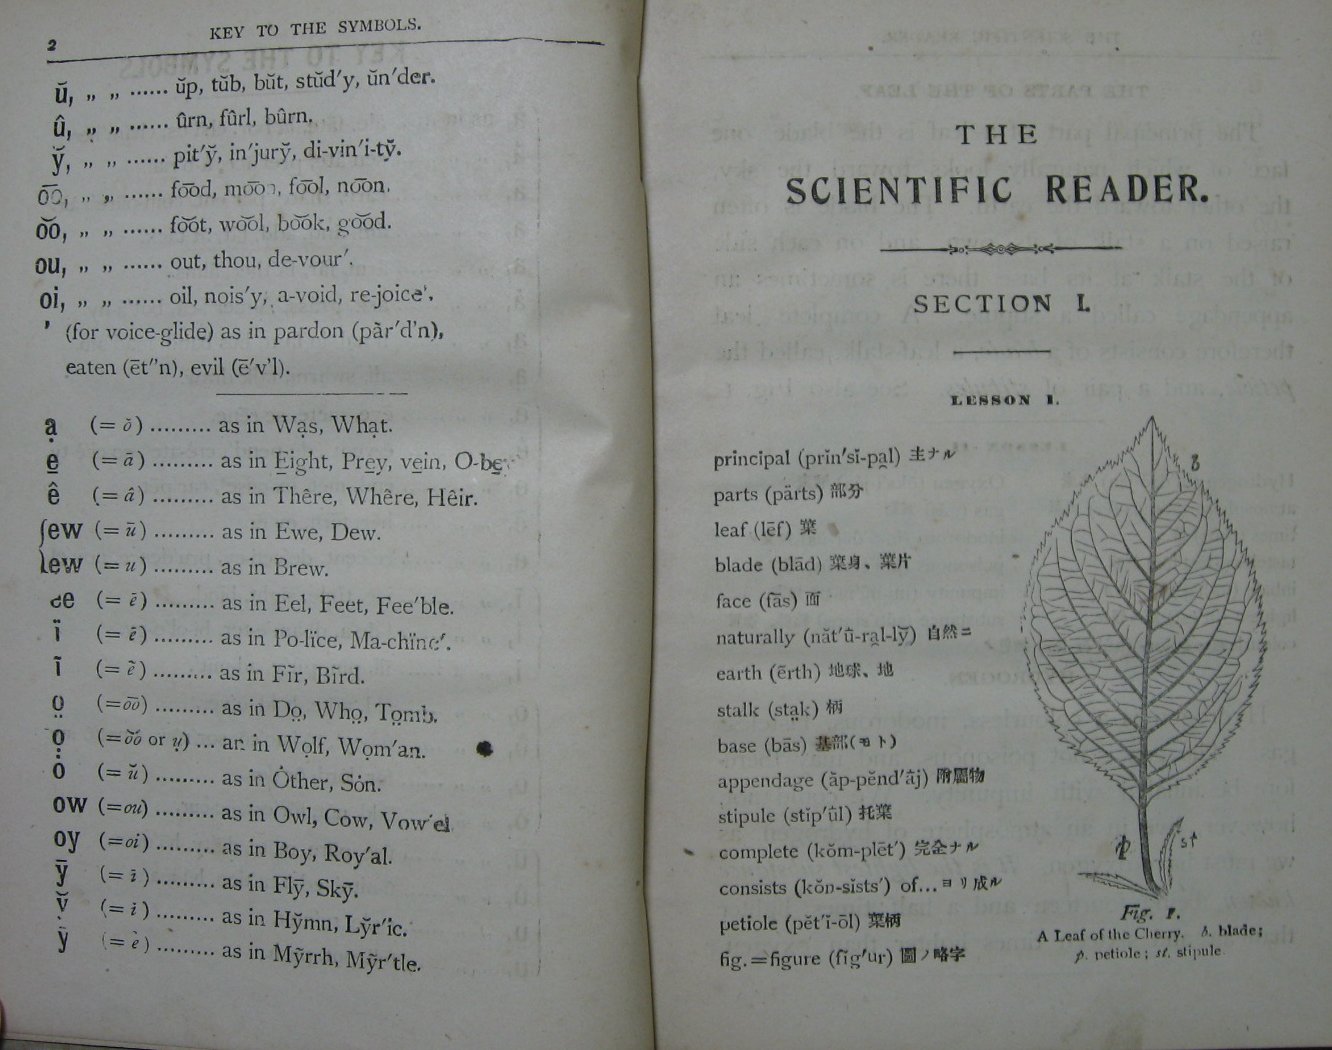 2
KEY TO THE SYMBOLS.
ŭ, „ „ ...... ŭp, tŭb, bŭt, stŭd′y, ŭn′der.
û, „ „ ...... ûrn, fûrl, bûrn.
y̆, „ „ ...... pit′y̆, in′jury̆, di-vin′i-ty̆.
o͞o, „ „ ...... fo͞od, mo͞on, fo͞ol, no͞on.
o͝o, „ „ ...... fo͝ot, wo͝ol, bo͝ok, go͝od.
ou, „ „ ...... out, thou, de-vour′.
oi, „ „ ...... oil, nois′y, a-void, re-joice′.
’ (for voice-glide) as in pardon (pär′d’n),
eaten (ēt′’n), evil (ē′v’l).
ạ (= ŏ) ......... as in Wạs, Whạt.
e̱ (= ā) ......... as in E̱ight, Pre̱y, ve̱in, O-be̱y
ê (= â) ......... as in Thêre, Whêre, Hêir.
ew (= ū) ......... as in Ewe, Dew.
ew (= u) ......... as in Brew.
ee (= ē) ......... as in Eel, Feet, Fee′ble.
ï (= ē) ......... as in Po-lïce, Ma-chïne′.
ĩ (= ẽ) ......... as in Fĩr, Bĩrd.
o̤ (=o͞o) ......... as in Do̤, Who̤, To̤mb.
ọ (=o͝o or ụ) ... an in Wọlf, Wọm′an.
ȯ (= ŭ) ......... as in Ȯther, Sȯn.
ow (=ou) ......... as in Owl, Cow, Vow′el
oy (=oi) ......... as in Boy, Roy′al.
ȳ (= ī) ......... as in Flȳ, Skȳ.
y̆ (= ĭ) ......... as in Hy̆mn, Ly̆r′ic.
ỹ (= ẽ) ......... as in Mỹrrh, Mỹr′tle.
THE
SCIENTIFIC READER.
SECTION I.
LESSON I.
principal (prĭn′sĭ-pa̤l) 主ナル
parts (pärts) 部分
leaf (lēf) 葉
blade (blād) 葉身、葉片
face (fās) 面
naturally (năt′û-ra̤l-ly̆) 自然ニ
earth (ẽrth) 地球、地
stalk (sta̤k) 柄
base (bās) 基部(モト)
appendage (ăp-pĕnd′åj) 附屬物
stipule (stĭp′ûl) 托葉
complete (kŏm-plēt′) 完全ナル
consists (kŏn-sĭsts′) of...ヨリ成ル
petiole (pĕt′ĭ-ōl) 葉柄
fig.=figure (fĭg′ur) 圖ノ略字
b
p
st
Fig. 1.
A Leaf of the Cherry. b. blade;
p. petiole; st. stipule.